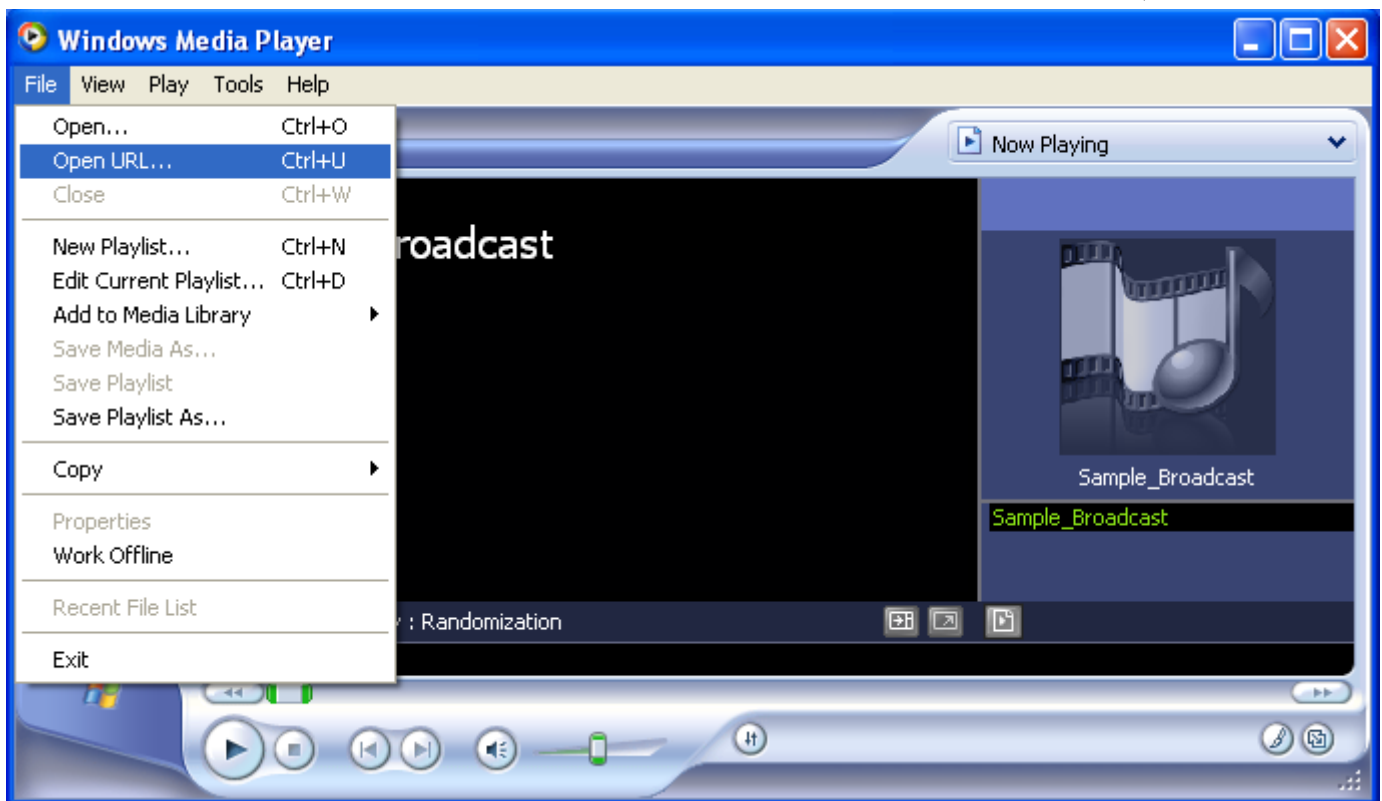 Windows Media Player
File View Play Tools Help
Open... Ctrl+O
Open URL... Ctrl+U
Close Ctrl+W
New Playlist... Ctrl+N
Edit Current Playlist... Ctrl+D
Add to Media Library
Save Media As...
Save Playlist
Save Playlist As...
Copy
Properties
Work Offline
Recent File List
Exit
Now Playing
roadcast
Sample_Broadcast
Sample_Broadcast
: Randomization